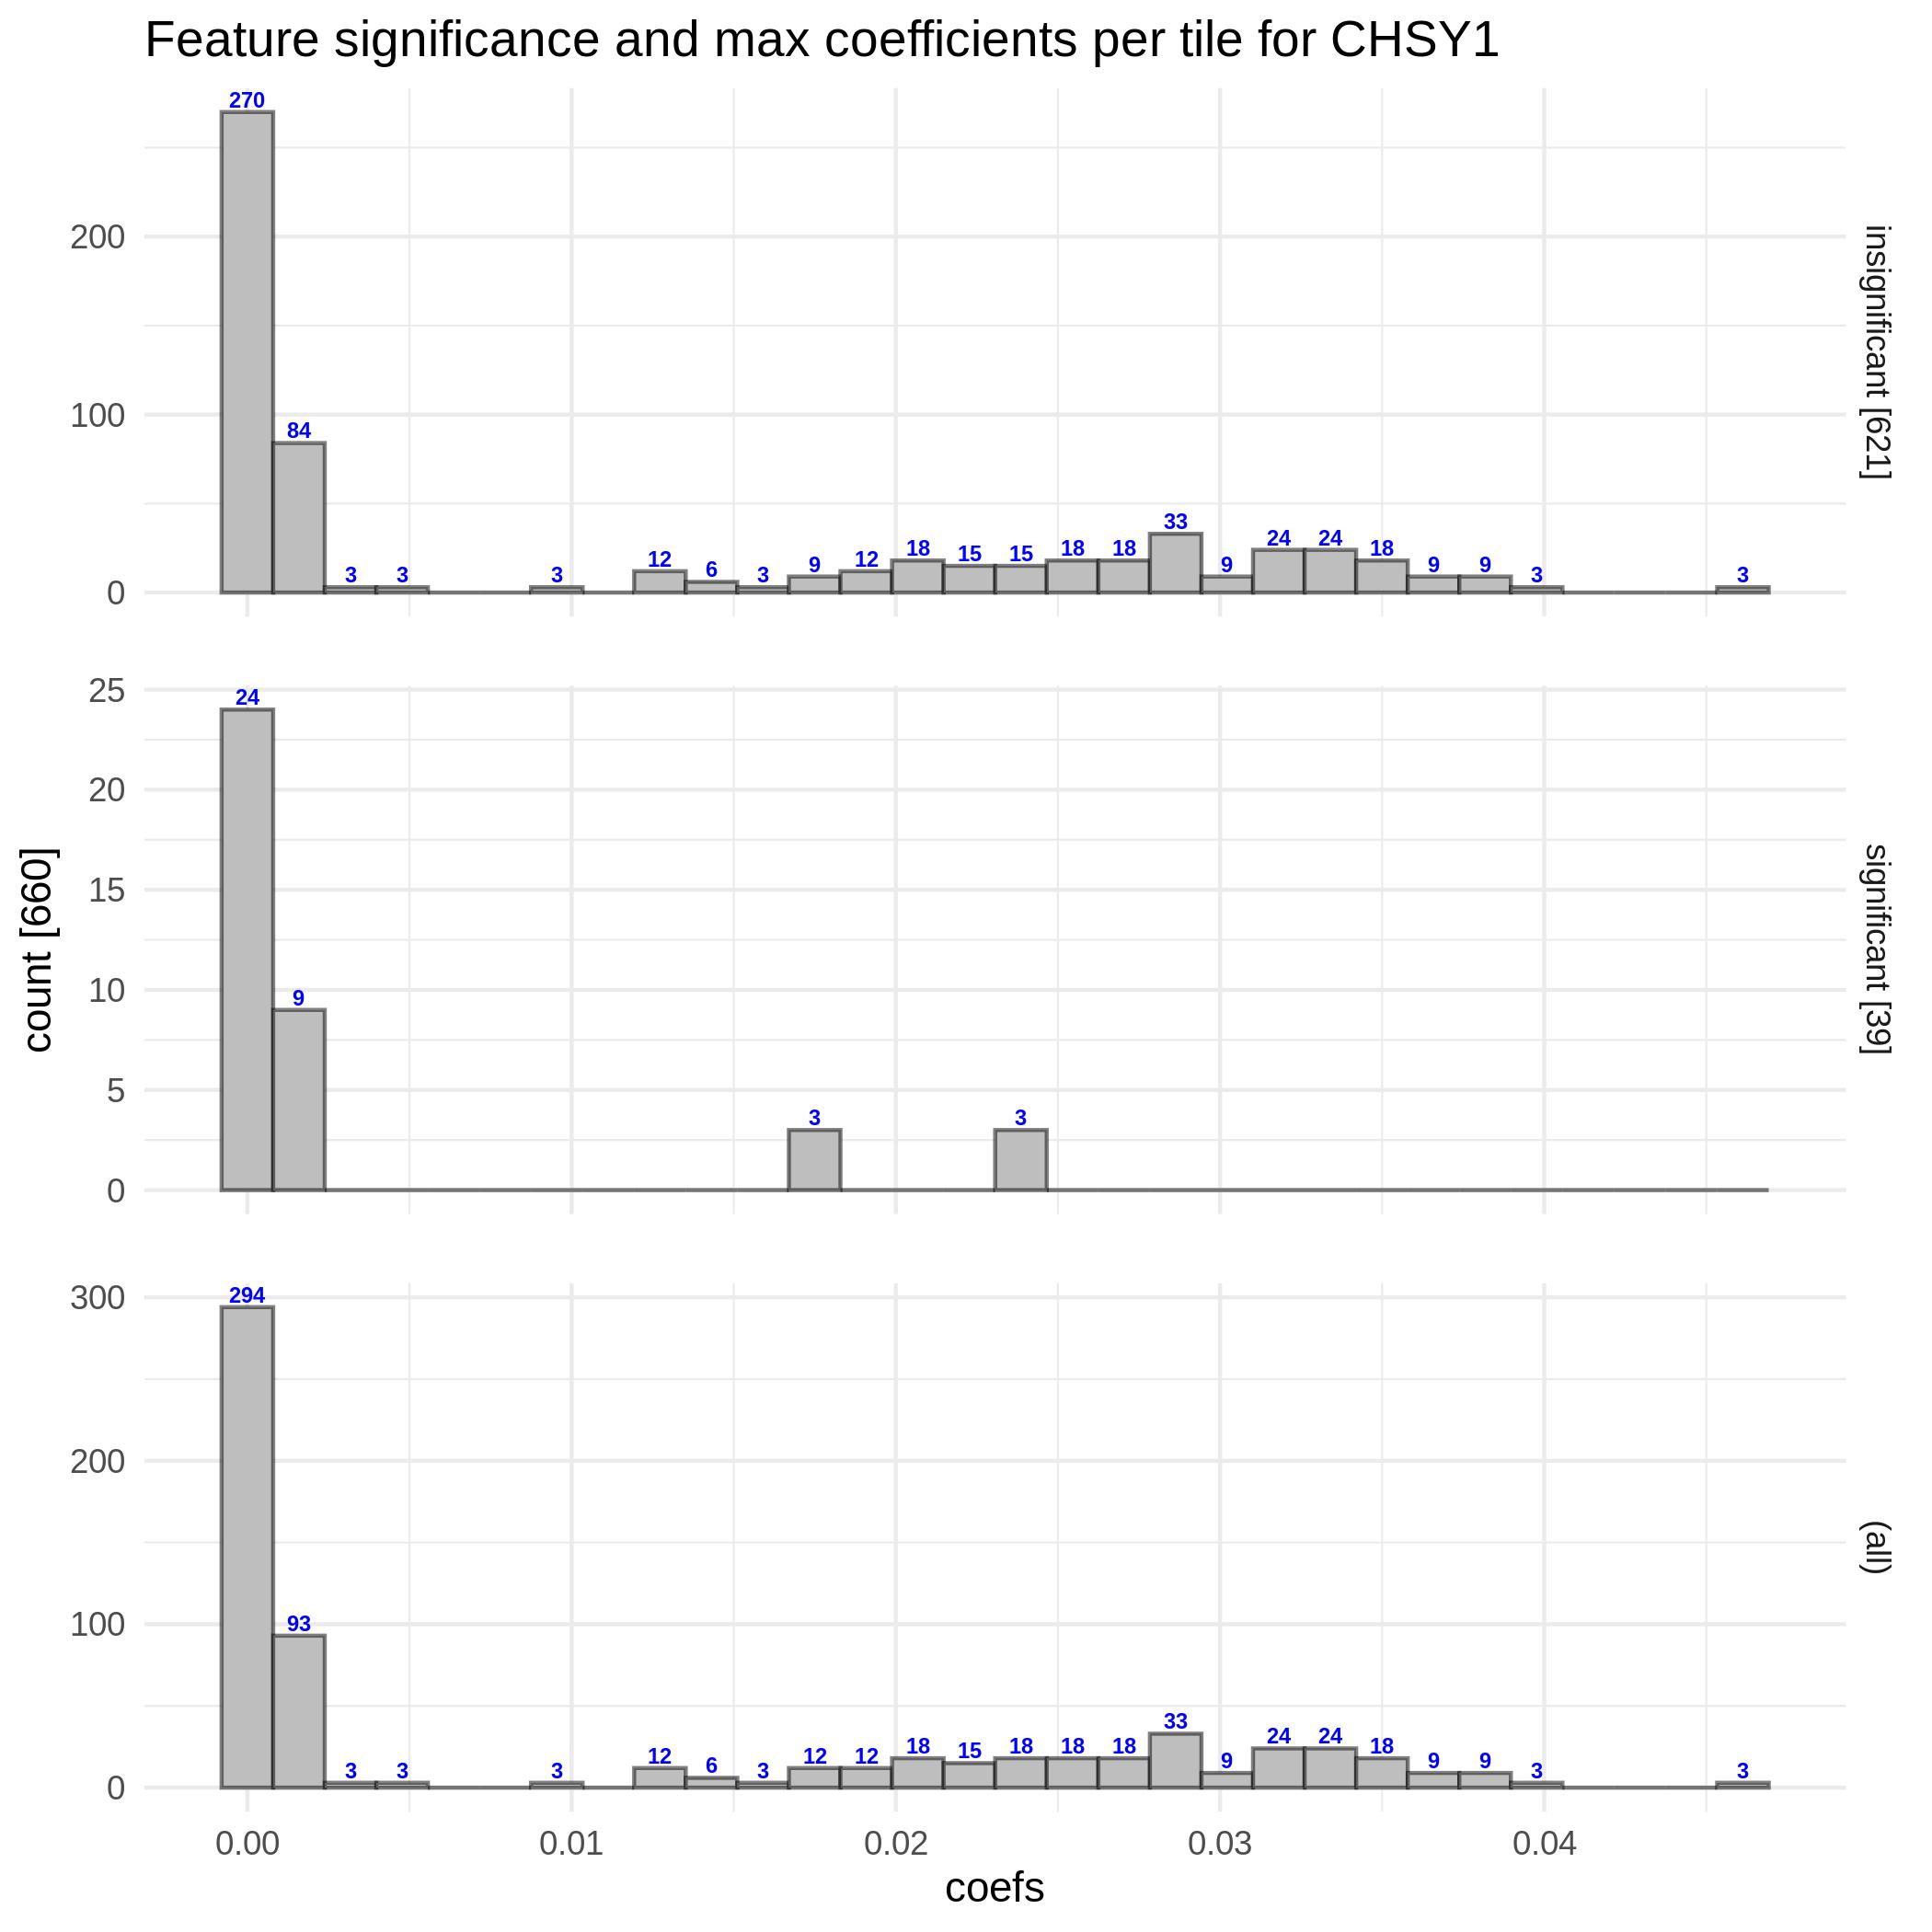 Feature significance and max coefficients per tile for CHSY1
270
84
3 3 3 12 6 3 9 12 18 15 15 18 18 33 9 24 24 18 9 9 3 3
200
100
0
insignificant [621]
24
9
3 3
25
20
15
10
5
0
significant [39]
count [660]
294
93
3 3 3 12 6 3 12 12 18 15 18 18 18 33 9 24 24 18 9 9 3 3
300
200
100
0
(all)
0.00 0.01 0.02 0.03 0.04
coefs